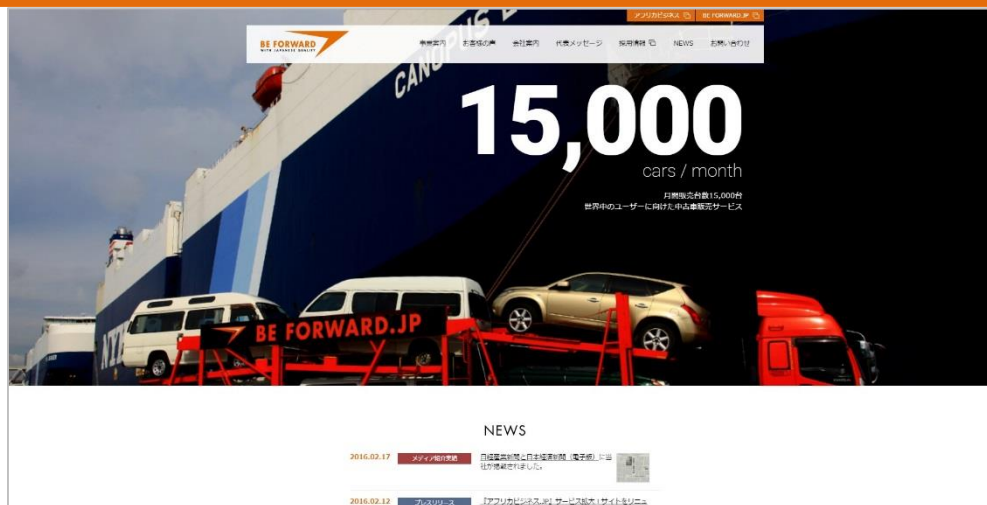 アフリカビジネス
BE FORWARD.JP
BE FORWARD
WITH JAPANESE QUALITY
事業案内 お客様の声 会社案内 代表メッセージ 採用情報 NEWS お問い合わせ
CANOPUS
15,000
cars / month
月間販売台数15,000台
世界中のユーザーに向けた中古車販売サービス
BE FORWARD.JP
NEWS
2016.02.17 メディア紹介実績 日経産業新聞と日本経済新聞（電子版）に当
社が掲載されました。
2016.02.12 プレスリリース 『アフリカビジネス.JP』サービス拡大！サイトをリニュ